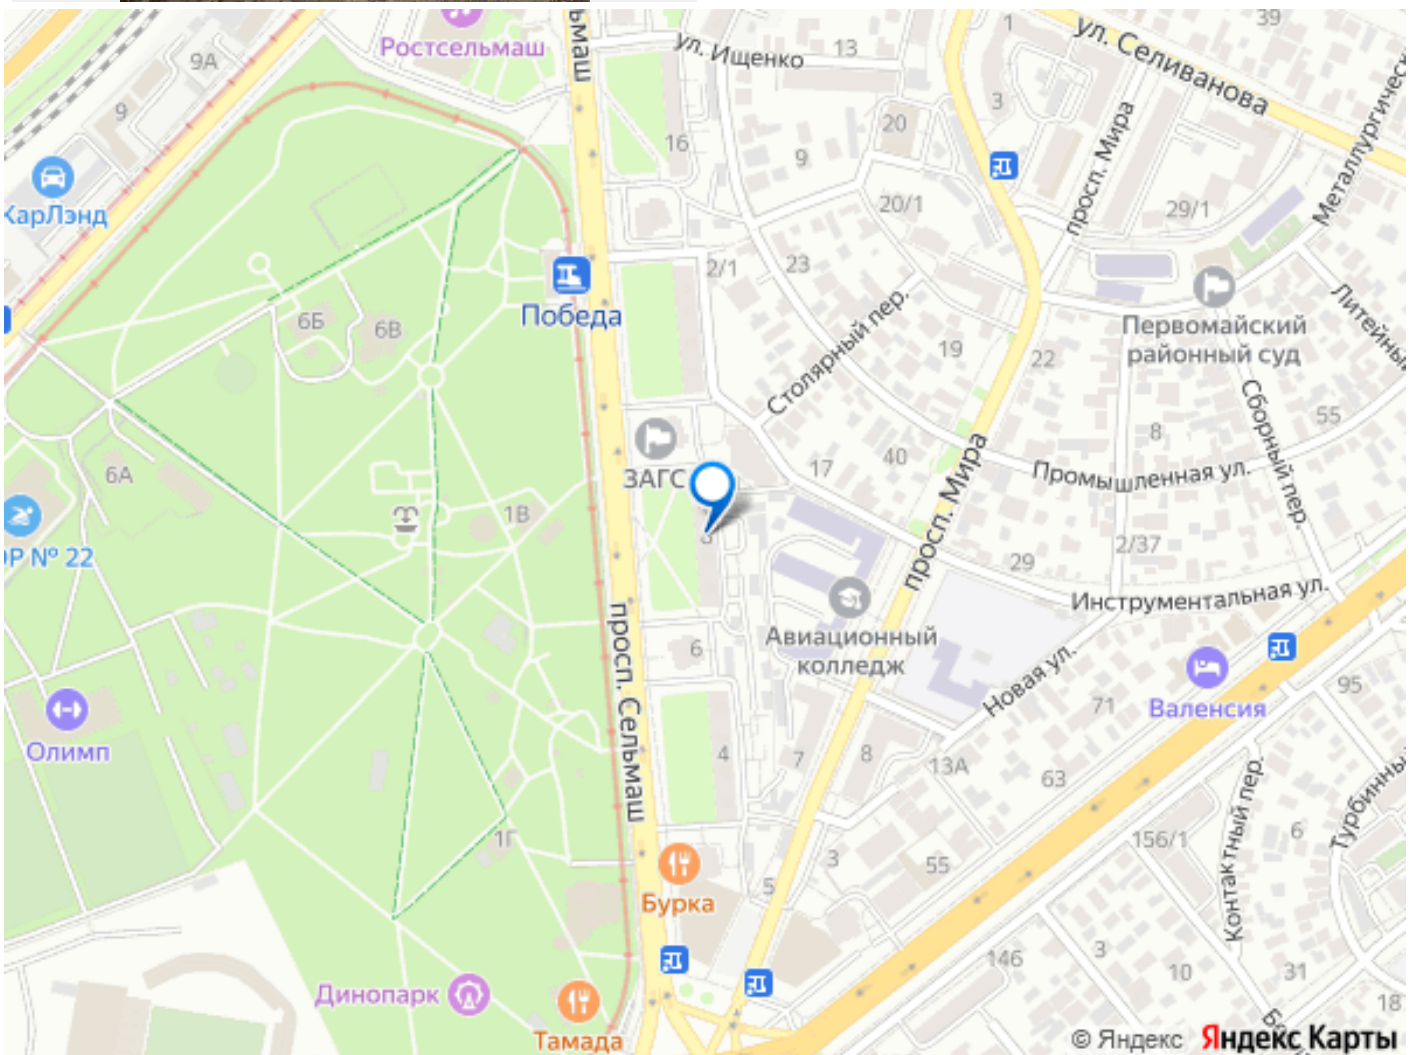 39
1
13
9А
Ростсельмаш
ул. Ищенко
ул. Селиванова
3
9
20
16
9
просп. Мира
КарЛэнд
20/1
29/1
2/1
23
Столярный пер.
Победа
6Б
6В
19
22
Первомайский
районный суд
Литейны
55
Сборный пер.
8
ЗАГС
17
40
просп. Мира
Промышленная ул.
6А
1В
№ 22
2/37
29
Инструментальная ул.
просп. Сельмаш
Авиационный
колледж
6
Новая ул.
71
Валенсия
95
Олимп
4
7
8
13А
63
Контактный пер.
Турбинны
156/1
6
1Г
3
55
5
Бурка
146
3
10
31
Динопарк
18
Тамада
© Яндекс Яндекс Карты